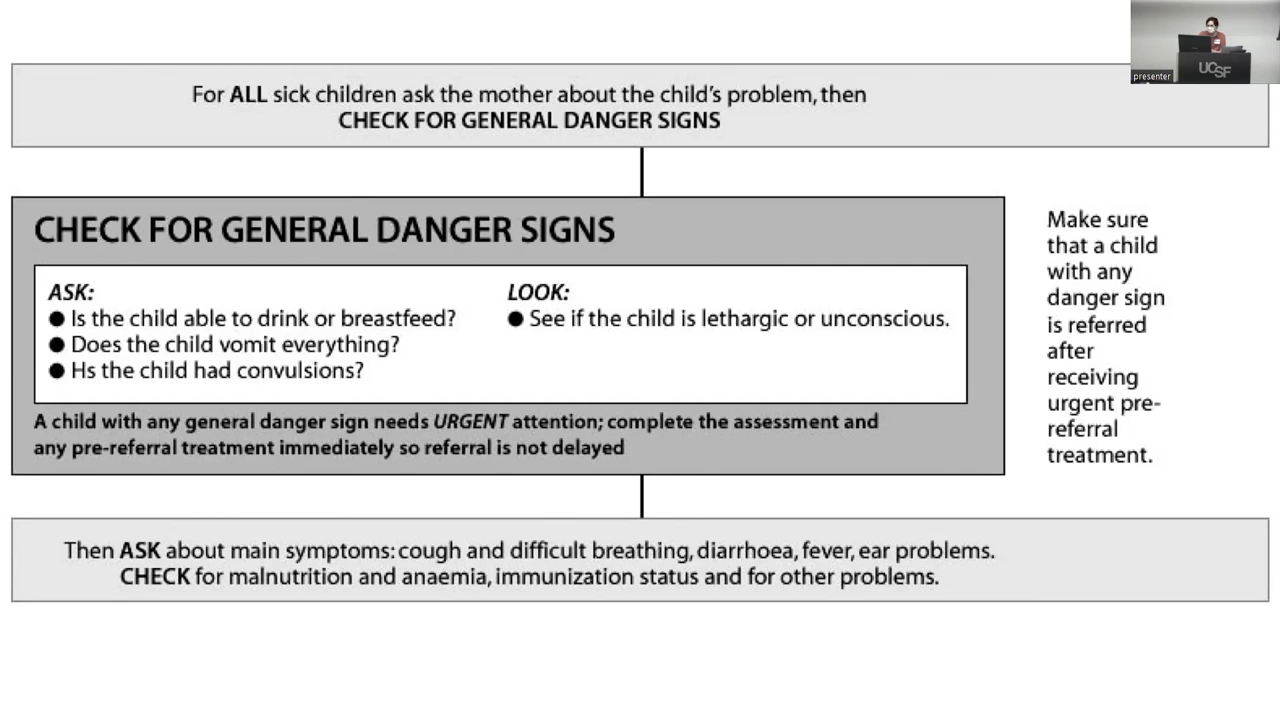 For ALL sick children ask the mother about the child's problem, then
CHECK FOR GENERAL DANGER SIGNS
CHECK FOR GENERAL DANGER SIGNS
ASK:
● Is the child able to drink or breastfeed?
● Does the child vomit everything?
● Hs the child had convulsions?
LOOK:
● See if the child is lethargic or unconscious.
A child with any general danger sign needs URGENT attention; complete the assessment and
any pre-referral treatment immediately so referral is not delayed
Make sure
that a child
with any
danger sign
is referred
after
receiving
urgent pre-
referral
treatment.
Then ASK about main symptoms: cough and difficult breathing, diarrhoea, fever, ear problems.
CHECK for malnutrition and anaemia, immunization status and for other problems.
presenter
UCSF